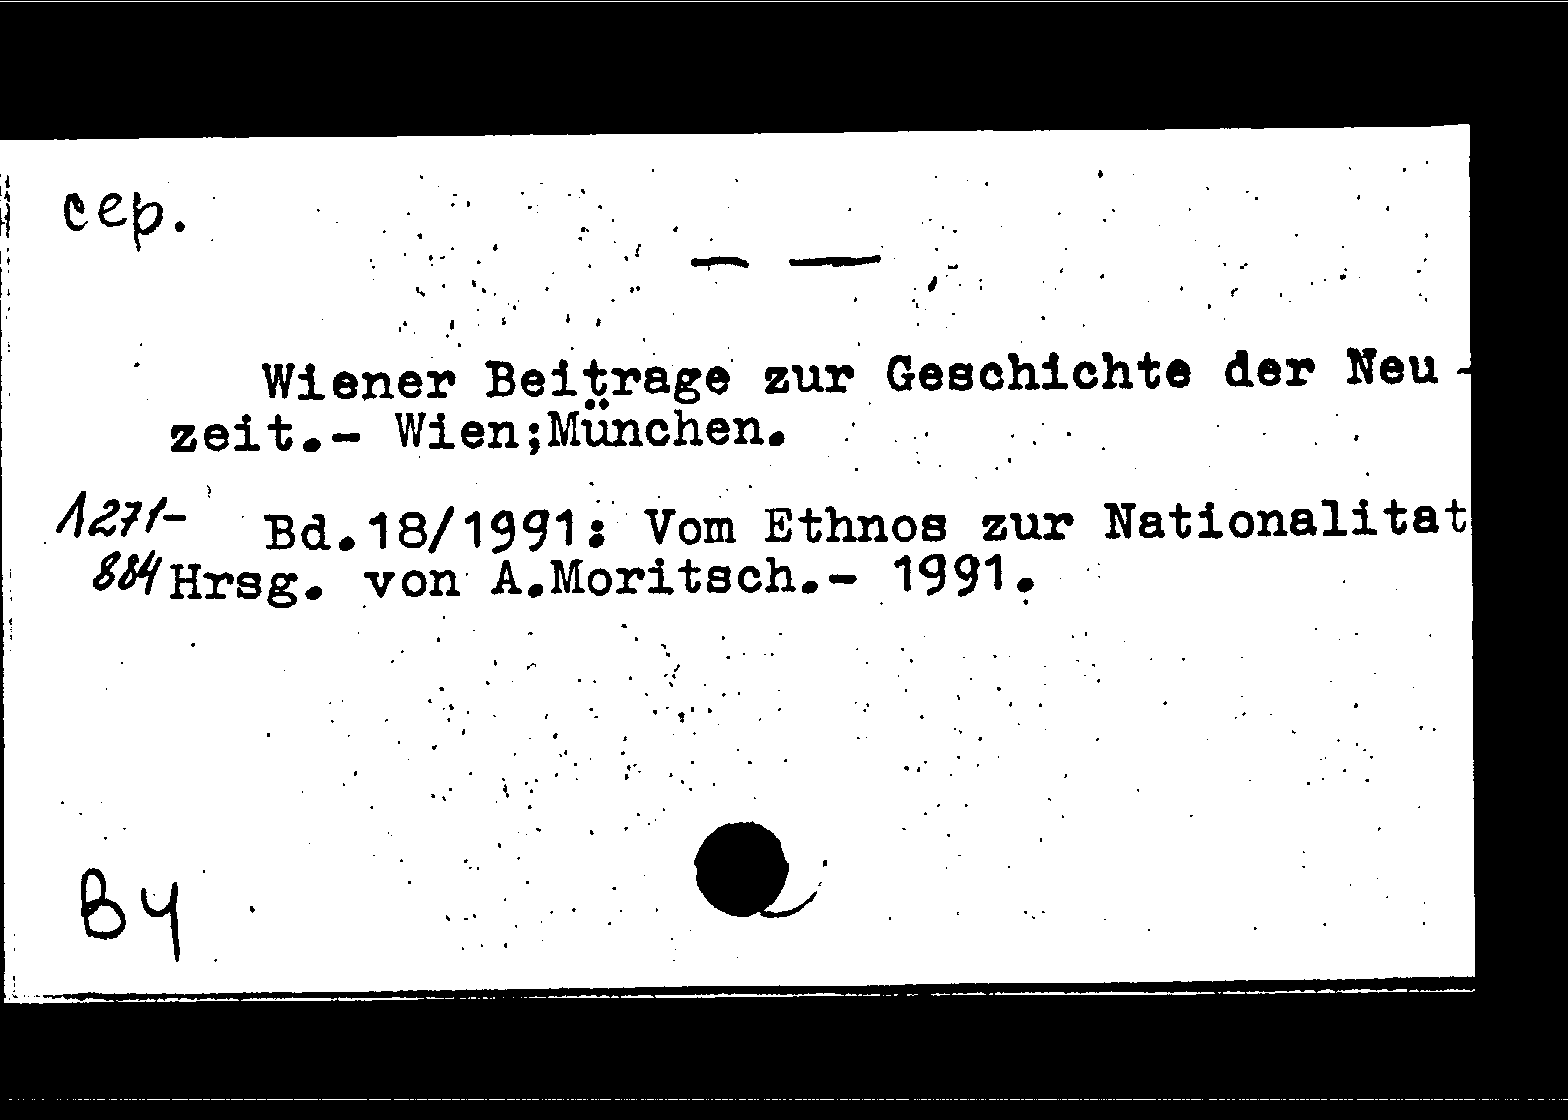 сер.
Wiener Beitrage zur Geschichte der Neu-
zeit.- Wien;München.
1271- Bd.18/1991: Vom Ethnos zur Nationalitat
884 Hrsg. von A.Moritsch.- 1991.
ВЧ